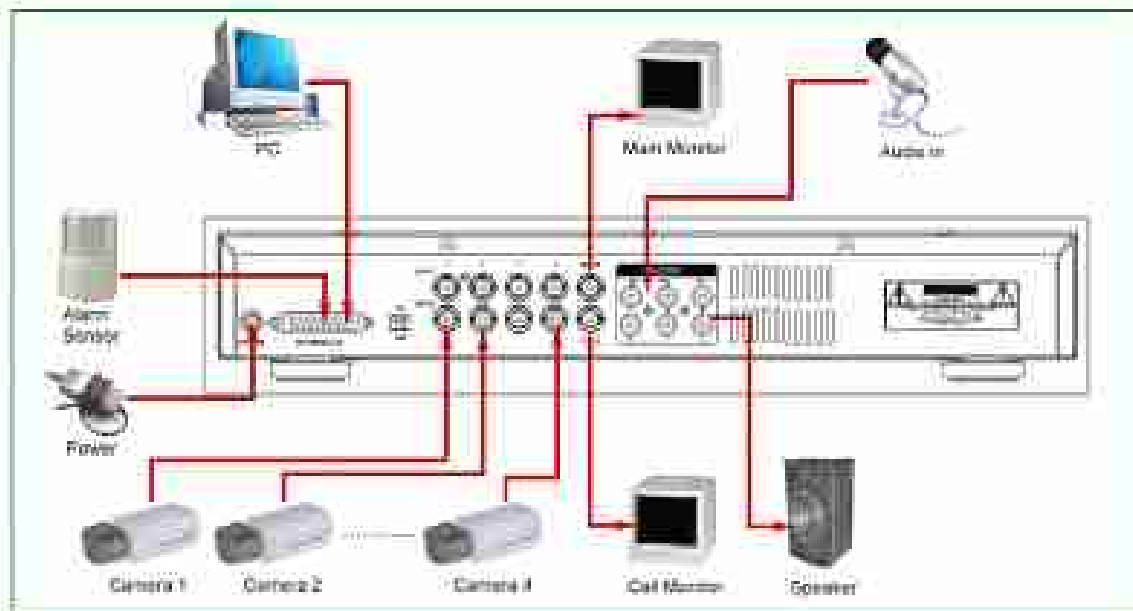 PC
Main Monitor
Audio in
Alarm
Sensor
Power
Camera 1
Camera 2
Camera 4
Call Monitor
Speaker